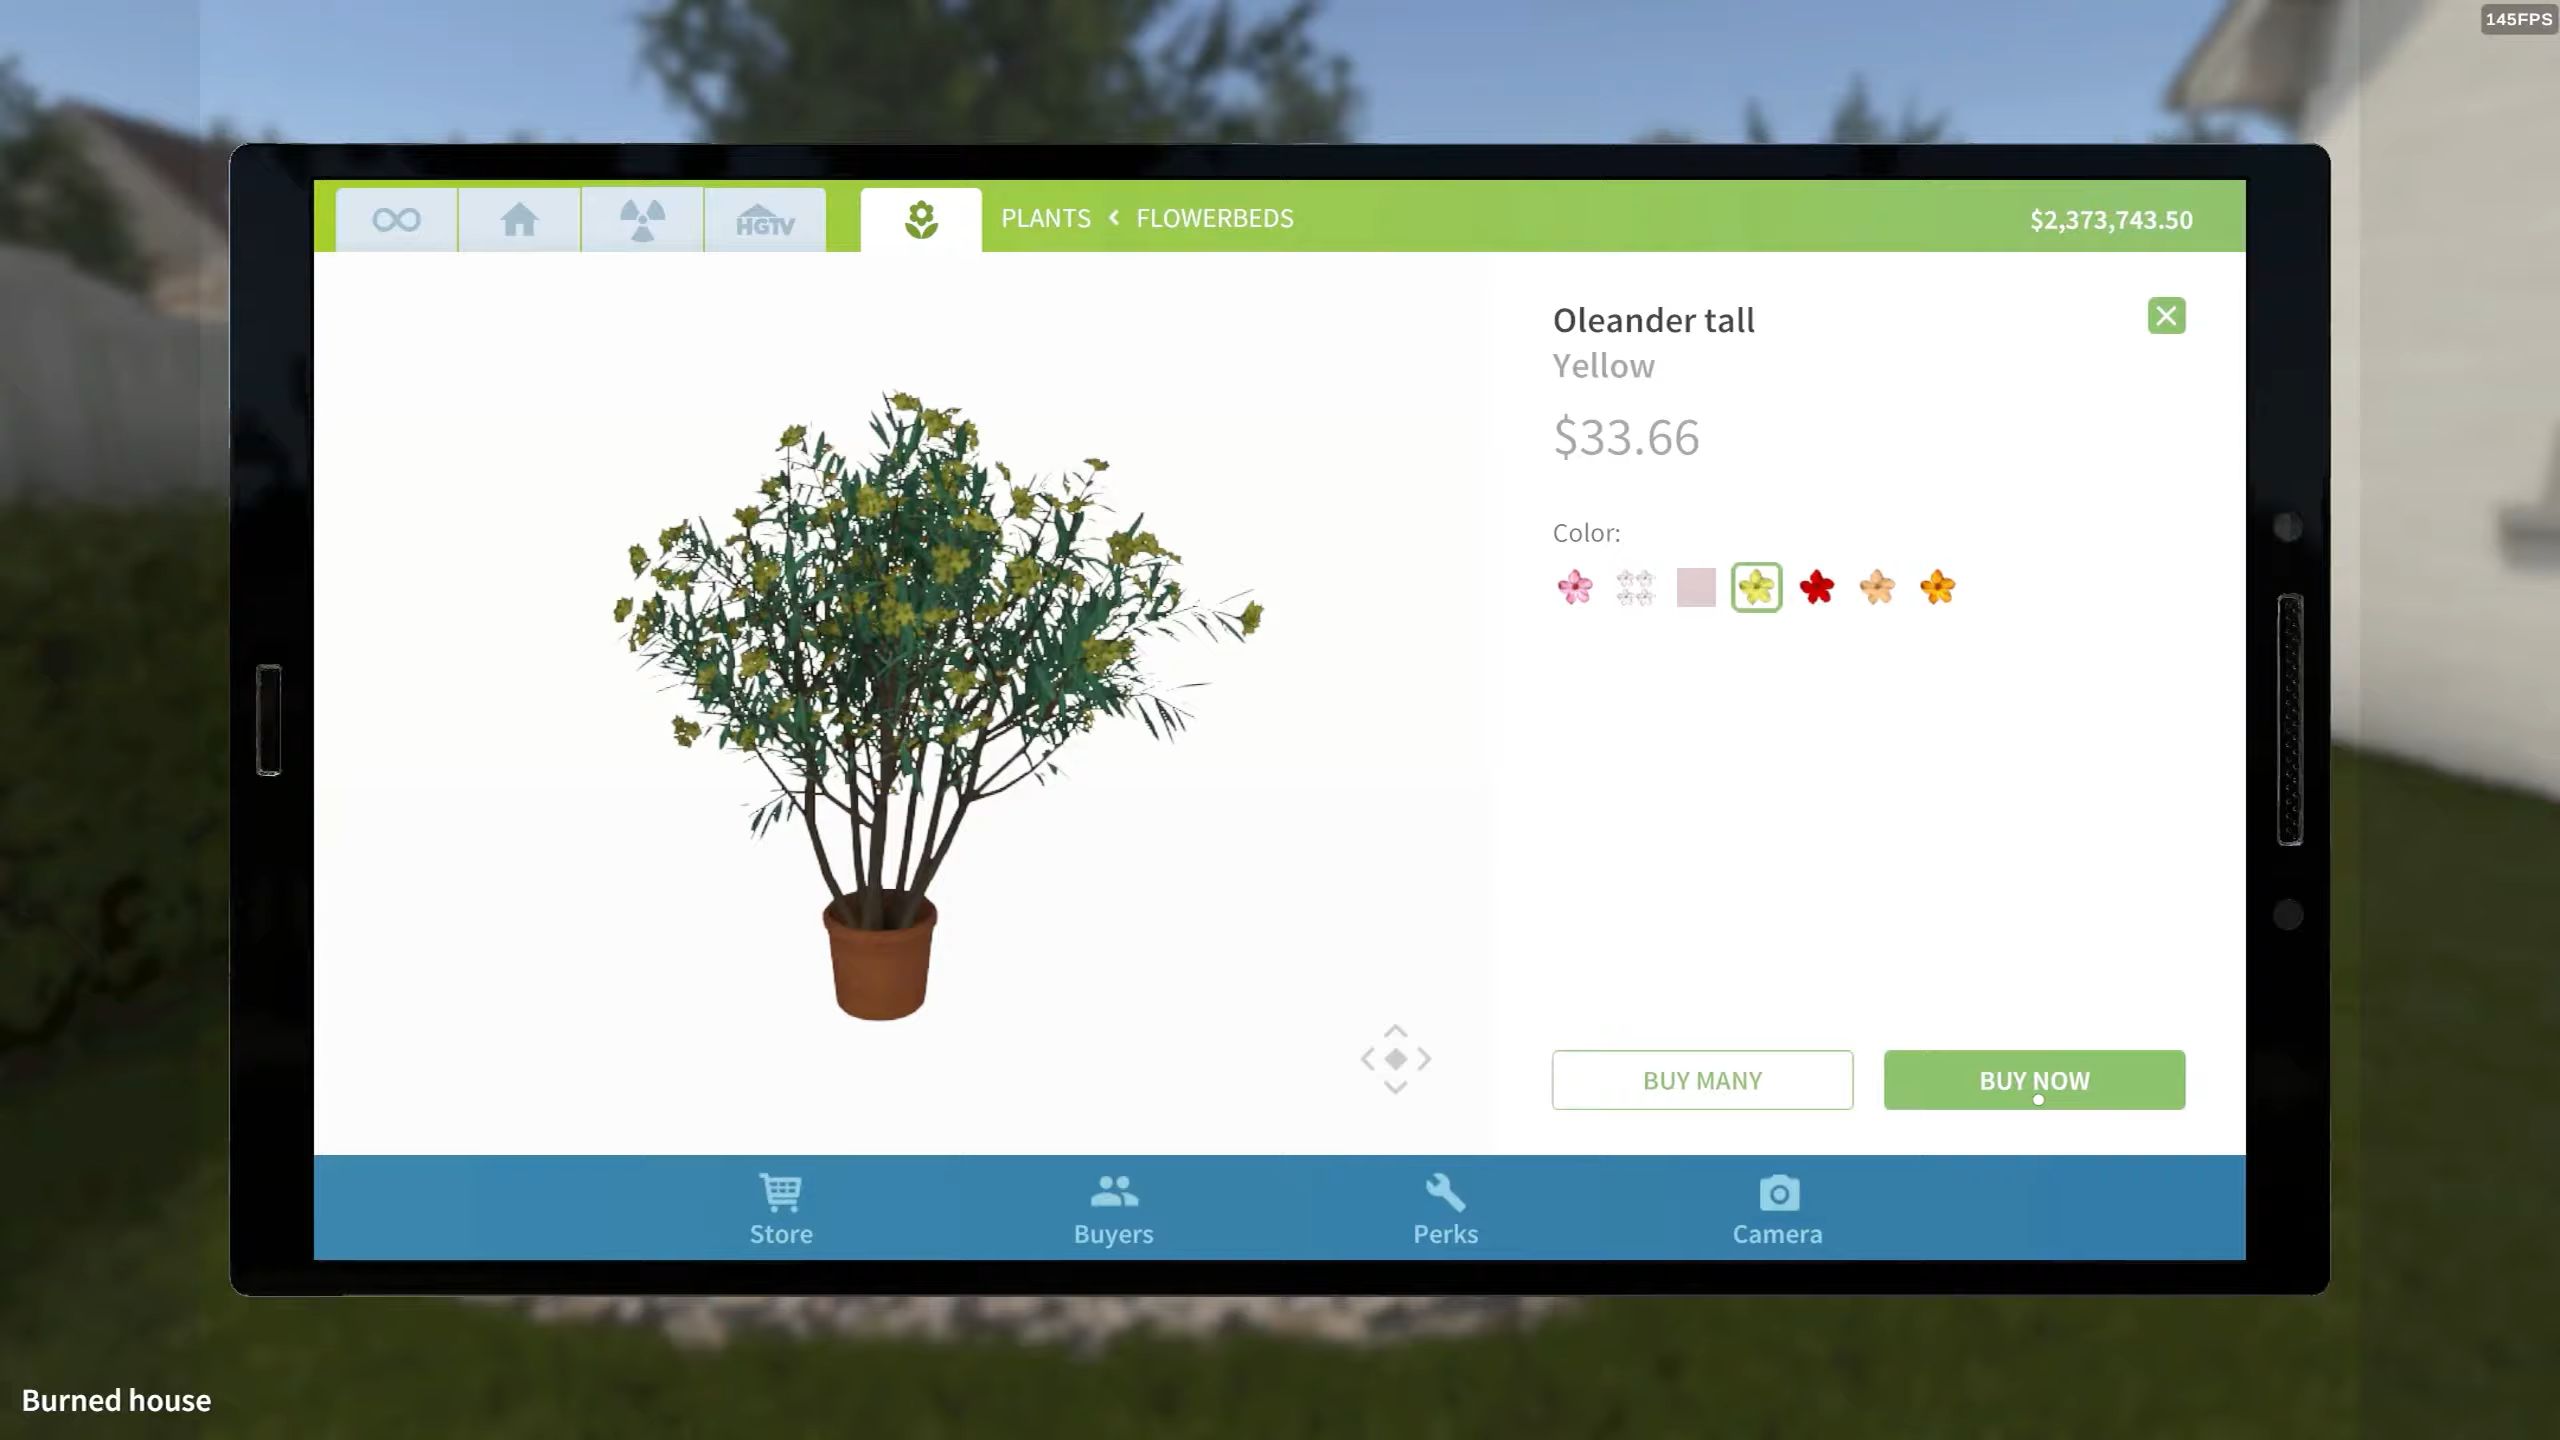 145FPS
HGTV
PLANTS < FLOWERBEDS
$2,373,743.50
Oleander tall
Yellow
$33.66
Color:
BUY MANY
BUY NOW
Store
Buyers
Perks
Camera
Burned house